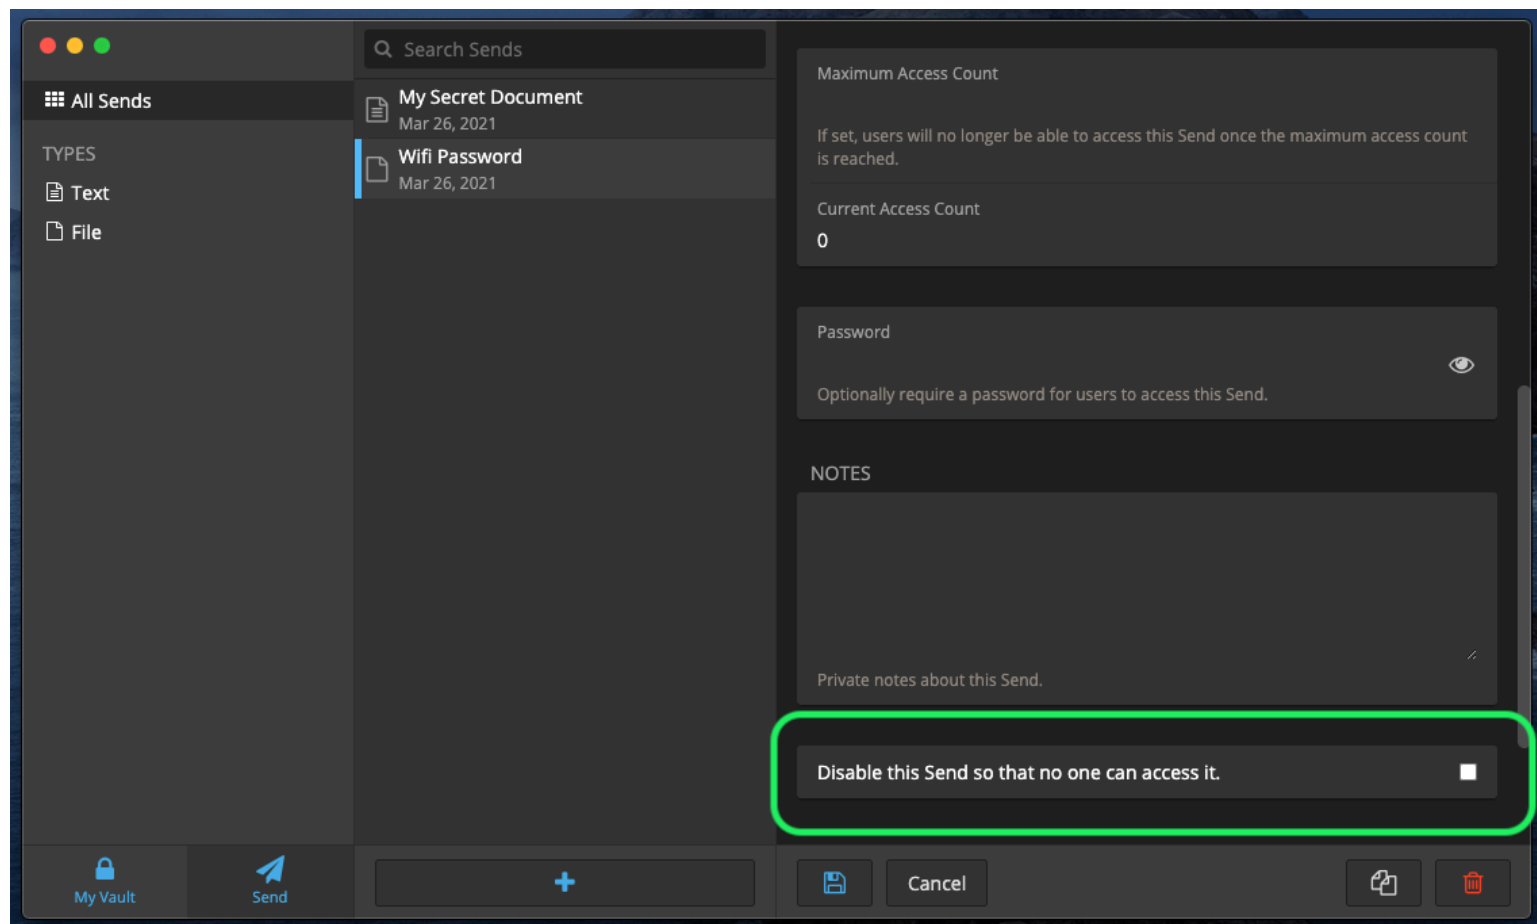 All Sends
TYPES
Text
File
My Vault
Send
Search Sends
My Secret Document
Mar 26, 2021
Wifi Password
Mar 26, 2021
Maximum Access Count
If set, users will no longer be able to access this Send once the maximum access count
is reached.
Current Access Count
0
Password
Optionally require a password for users to access this Send.
NOTES
Private notes about this Send.
Disable this Send so that no one can access it.
Cancel